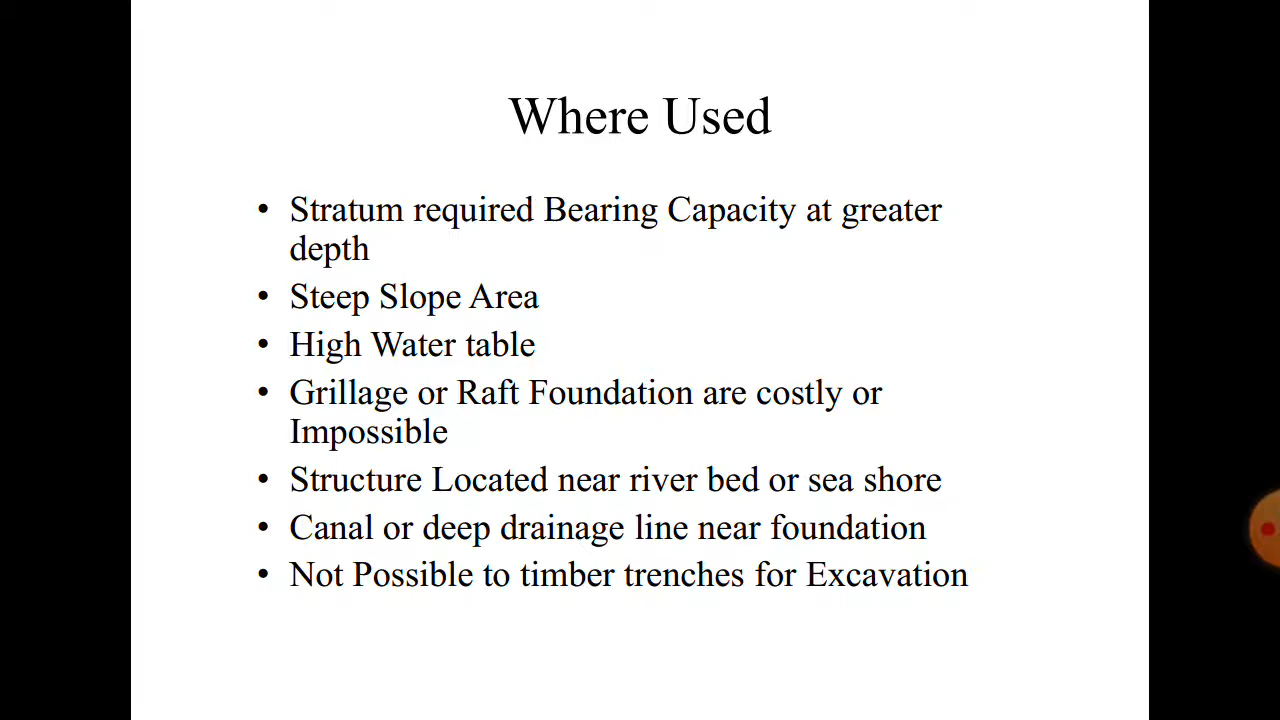 Where Used
• Stratum required Bearing Capacity at greater
depth
• Steep Slope Area
• High Water table
• Grillage or Raft Foundation are costly or
Impossible
• Structure Located near river bed or sea shore
• Canal or deep drainage line near foundation
• Not Possible to timber trenches for Excavation